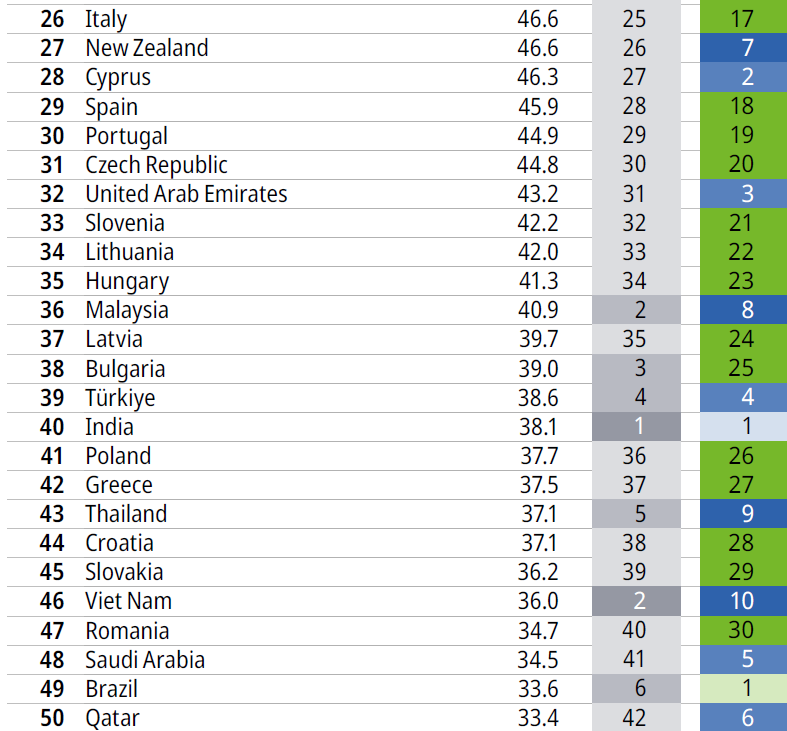 26 Italy 46.6 25 17
27 New Zealand 46.6 26 7
28 Cyprus 46.3 27 2
29 Spain 45.9 28 18
30 Portugal 44.9 29 19
31 Czech Republic 44.8 30 20
32 United Arab Emirates 43.2 31 3
33 Slovenia 42.2 32 21
34 Lithuania 42.0 33 22
35 Hungary 41.3 34 23
36 Malaysia 40.9 2 8
37 Latvia 39.7 35 24
38 Bulgaria 39.0 3 25
39 Türkiye 38.6 4 4
40 India 38.1 1 1
41 Poland 37.7 36 26
42 Greece 37.5 37 27
43 Thailand 37.1 5 9
44 Croatia 37.1 38 28
45 Slovakia 36.2 39 29
46 Viet Nam 36.0 2 10
47 Romania 34.7 40 30
48 Saudi Arabia 34.5 41 5
49 Brazil 33.6 6 1
50 Qatar 33.4 42 6